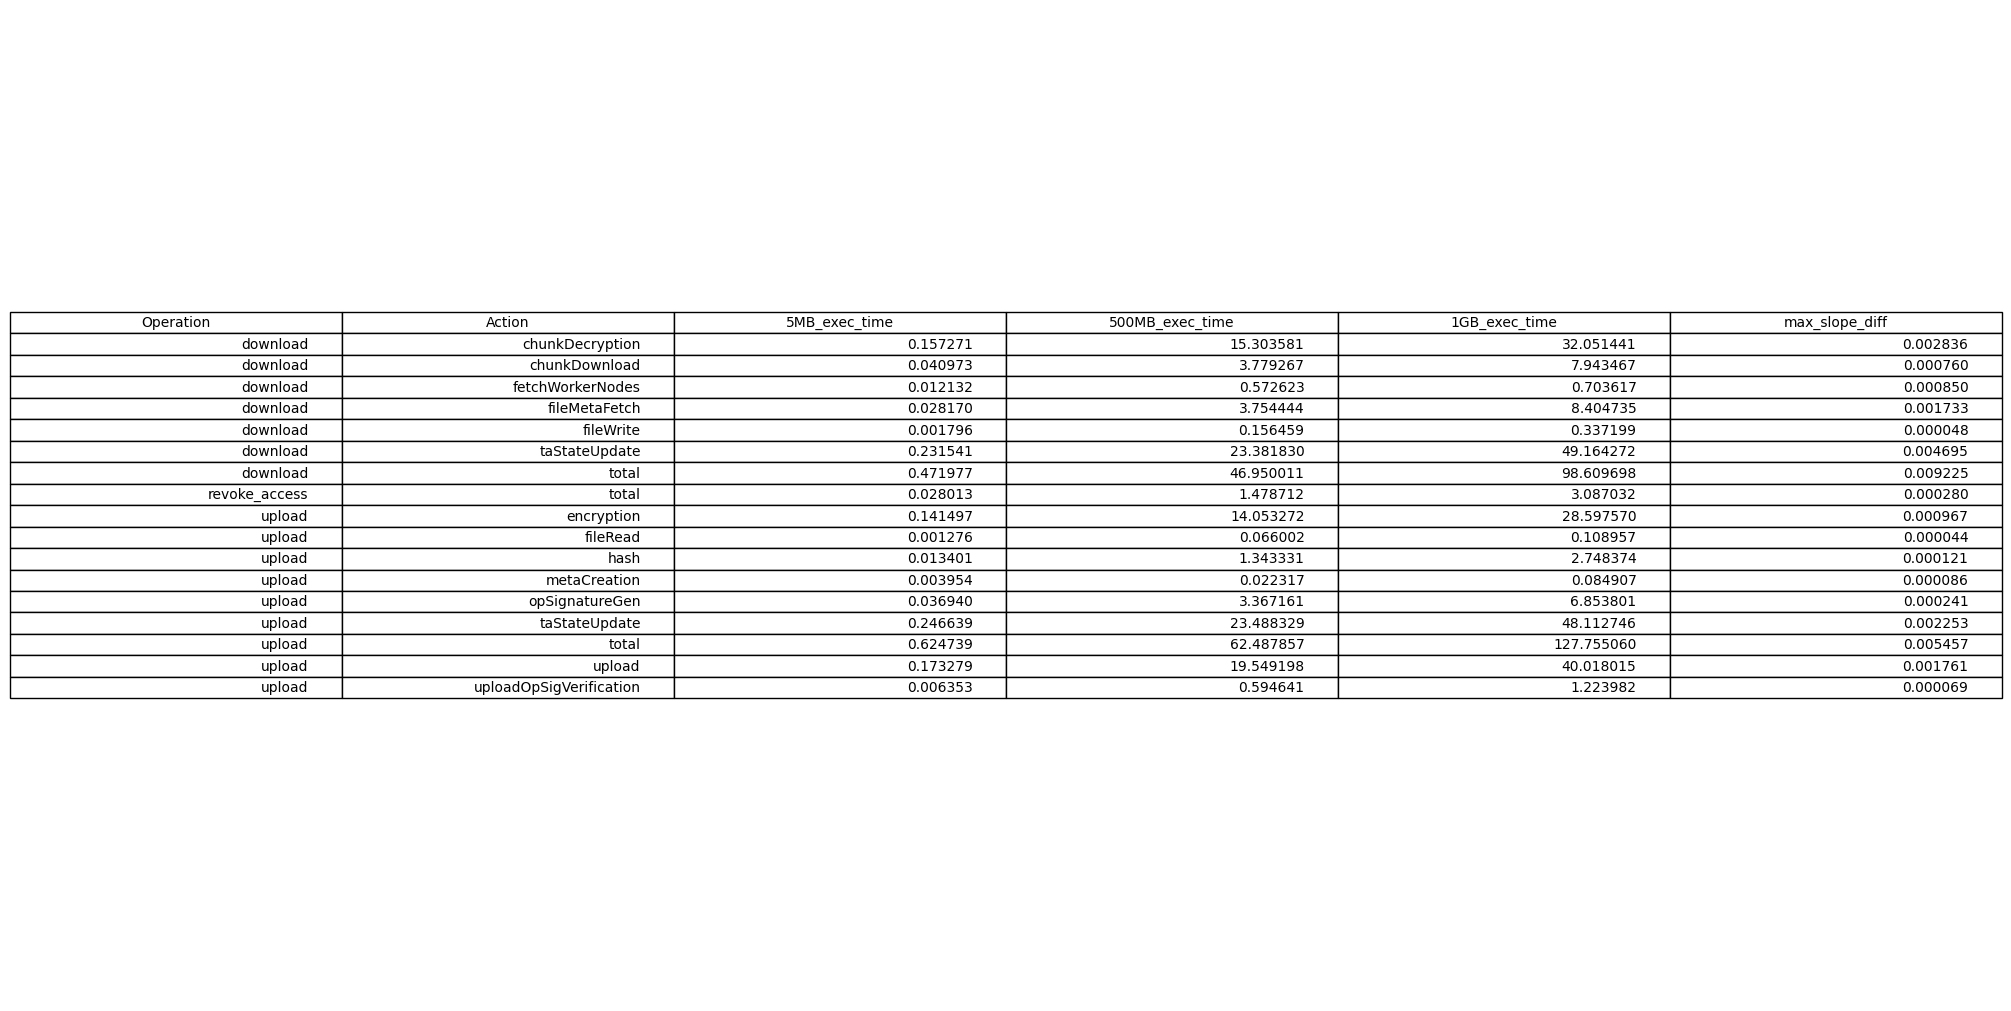 Operation Action 5MB_exec_time 500MB_exec_time 1GB_exec_time max_slope_diff
download chunkDecryption 0.157271 15.303581 32.051441 0.002836
download chunkDownload 0.040973 3.779267 7.943467 0.000760
download fetchWorkerNodes 0.012132 0.572623 0.703617 0.000850
download fileMetaFetch 0.028170 3.754444 8.404735 0.001733
download fileWrite 0.001796 0.156459 0.337199 0.000048
download taStateUpdate 0.231541 23.381830 49.164272 0.004695
download total 0.471977 46.950011 98.609698 0.009225
revoke_access total 0.028013 1.478712 3.087032 0.000280
upload encryption 0.141497 14.053272 28.597570 0.000967
upload fileRead 0.001276 0.066002 0.108957 0.000044
upload hash 0.013401 1.343331 2.748374 0.000121
upload metaCreation 0.003954 0.022317 0.084907 0.000086
upload opSignatureGen 0.036940 3.367161 6.853801 0.000241
upload taStateUpdate 0.246639 23.488329 48.112746 0.002253
upload total 0.624739 62.487857 127.755060 0.005457
upload upload 0.173279 19.549198 40.018015 0.001761
upload uploadOpSigVerification 0.006353 0.594641 1.223982 0.000069